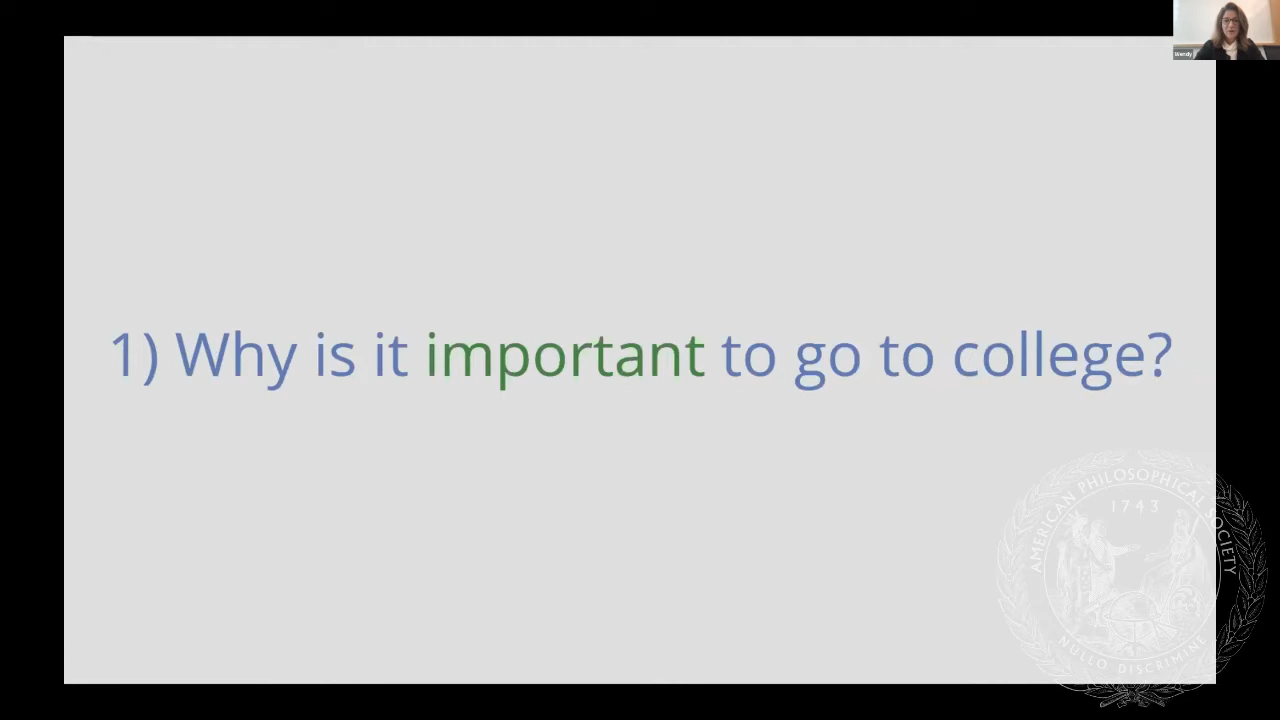 Wendy
1) Why is it important to go to college?
AMERICAN PHILOSOPHICAL SOCIETY
1743
NULLO DISCRIMINE